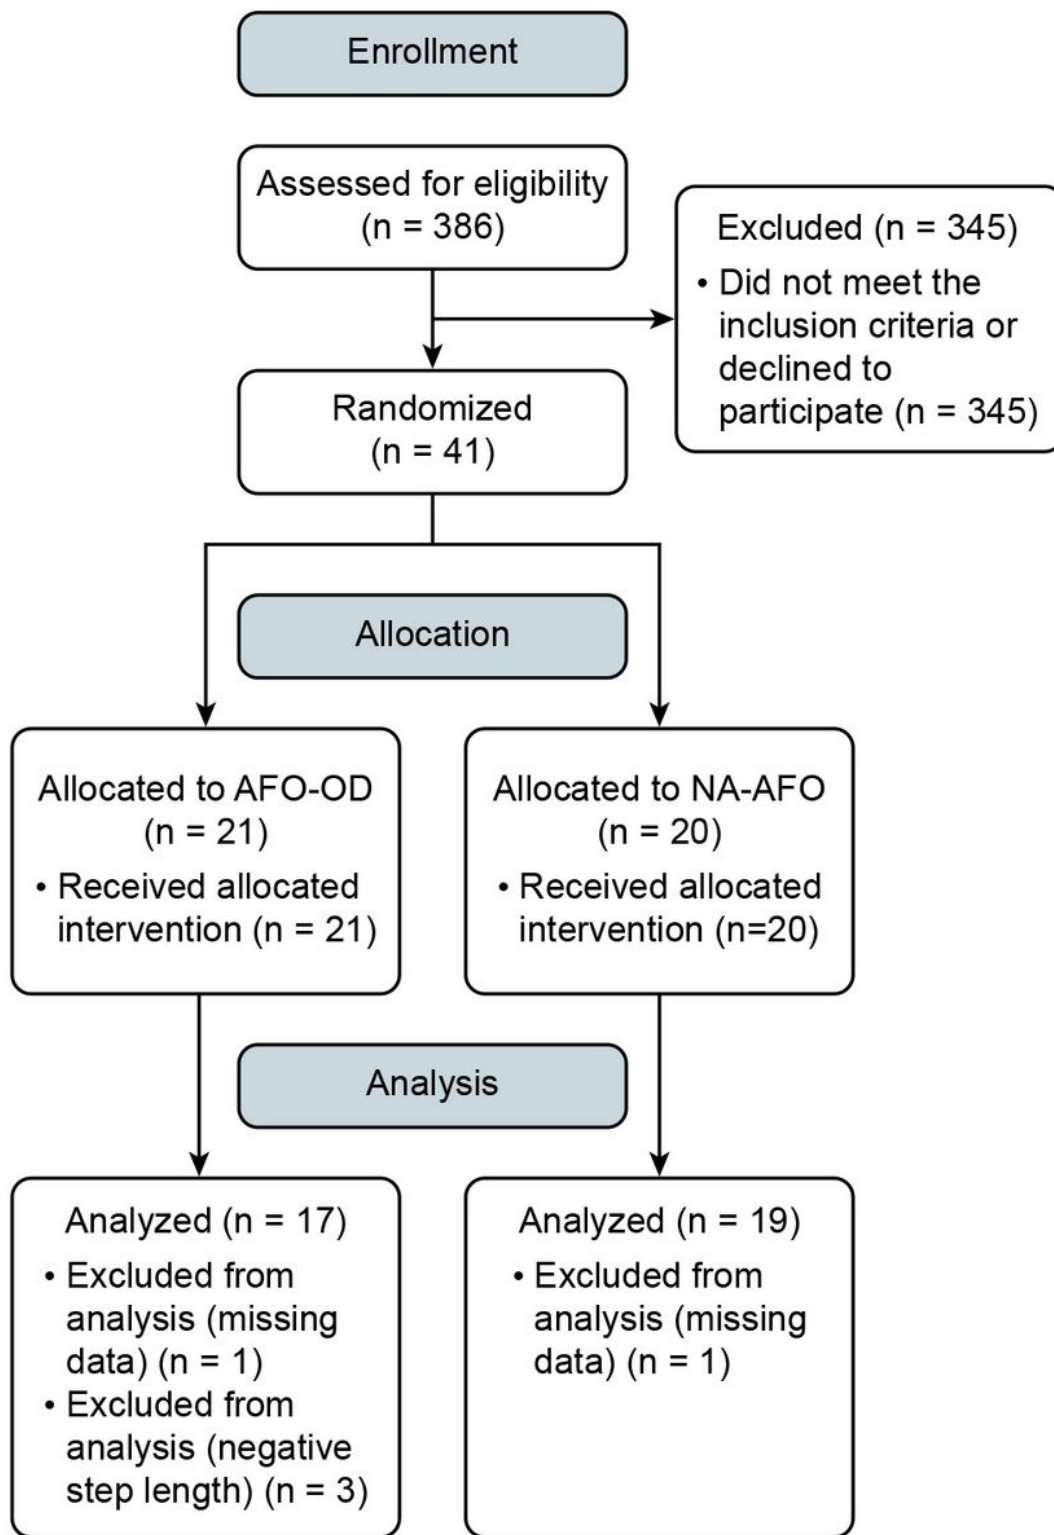 Enrollment
Assessed for eligibility
(n = 386)
Excluded (n = 345)
• Did not meet the
inclusion criteria or
declined to
participate (n = 345)
Randomized
(n = 41)
Allocation
Allocated to AFO-OD
(n = 21)
• Received allocated
intervention (n = 21)
Allocated to NA-AFO
(n = 20)
• Received allocated
intervention (n=20)
Analysis
Analyzed (n = 17)
• Excluded from
analysis (missing
data) (n = 1)
• Excluded from
analysis (negative
step length) (n = 3)
Analyzed (n = 19)
• Excluded from
analysis (missing
data) (n = 1)